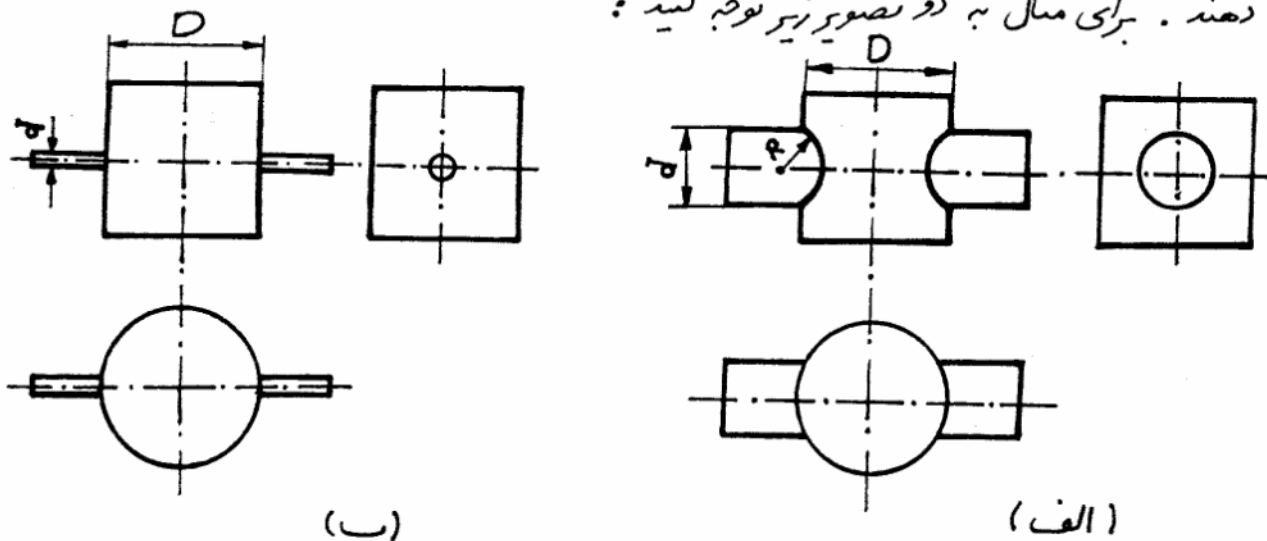 دهند . برای مثال به دو تصویر زیر توجه کنید :
D
D
d
d
R
(الف)
(ب)